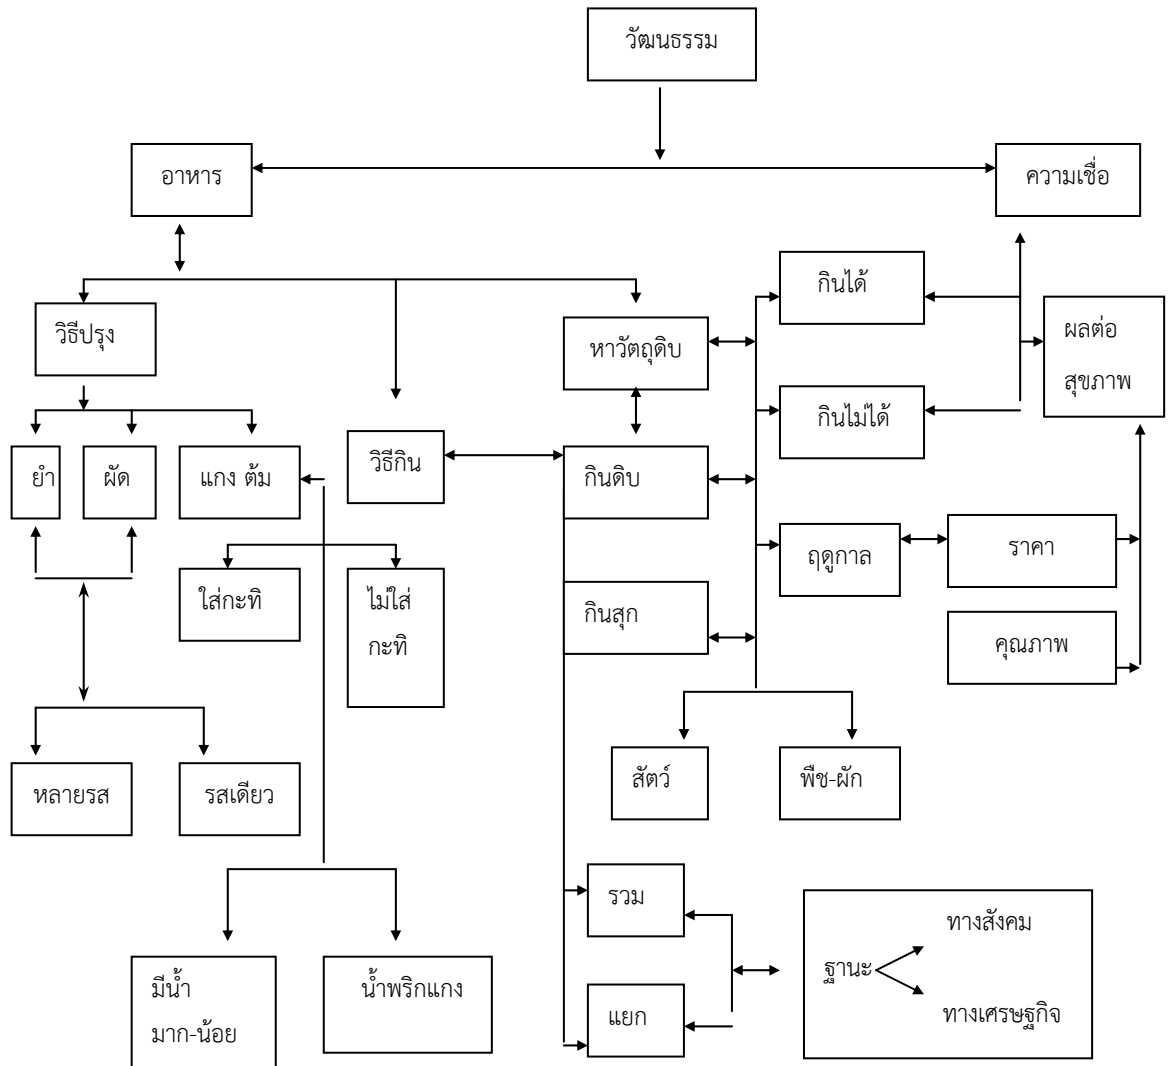 วัฒนธรรม
อาหาร
ความเชื่อ
วิธีปรุง
หาวัตถุดิบ
กินได้
ผลต่อ
สุขภาพ
กินไม่ได้
ยำ
ผัด
แกง ต้ม
วิธีกิน
กินดิบ
ฤดูกาล
ราคา
ใส่กะทิ
ไม่ใส่
กะทิ
กินสุก
คุณภาพ
หลายรส
รสเดียว
สัตว์
พืช-ผัก
รวม
แยก
ฐานะ
ทางสังคม
ทางเศรษฐกิจ
มีน้ำ
มาก-น้อย
น้ำพริกแกง